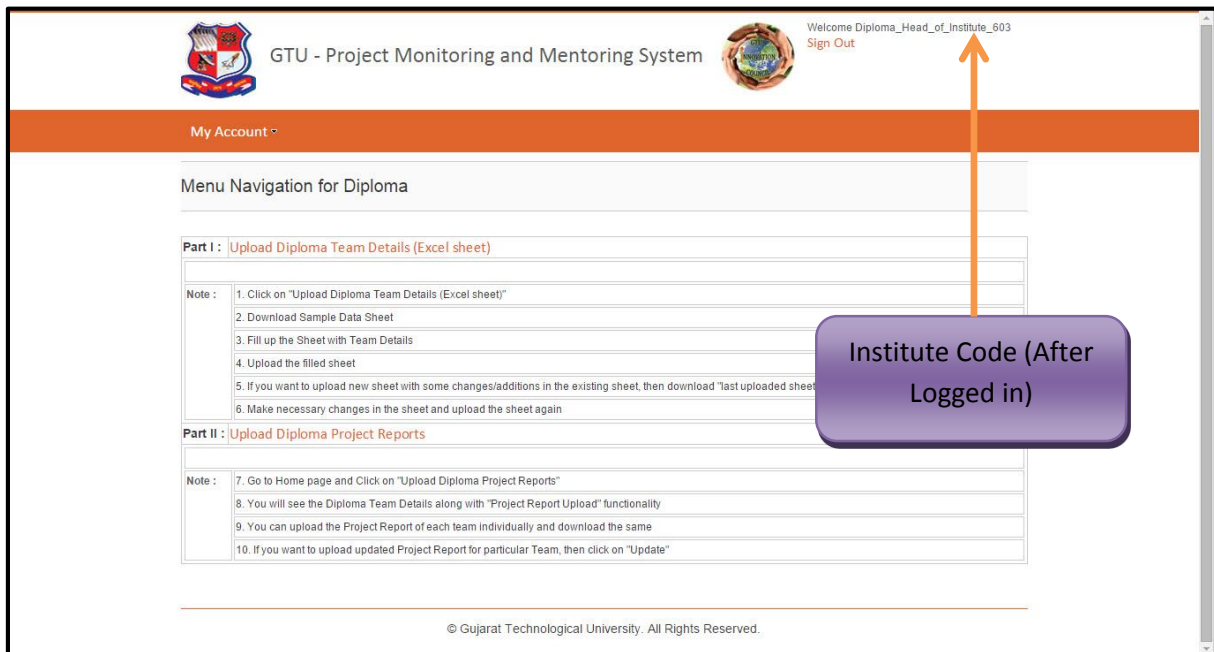 GTU - Project Monitoring and Mentoring System
GTU
INNOVATION
COUNCIL
Welcome Diploma_Head_of_Institute_603
Sign Out
My Account
Menu Navigation for Diploma
Part I : Upload Diploma Team Details (Excel sheet)
Note : 1. Click on "Upload Diploma Team Details (Excel sheet)"
2. Download Sample Data Sheet
3. Fill up the Sheet with Team Details
4. Upload the filled sheet
5. If you want to upload new sheet with some changes/additions in the existing sheet, then download "last uploaded sheet
6. Make necessary changes in the sheet and upload the sheet again
Institute Code (After
Logged in)
Part II : Upload Diploma Project Reports
Note : 7. Go to Home page and Click on "Upload Diploma Project Reports"
8. You will see the Diploma Team Details along with "Project Report Upload" functionality
9. You can upload the Project Report of each team individually and download the same
10. If you want to upload updated Project Report for particular Team, then click on "Update"
© Gujarat Technological University. All Rights Reserved.